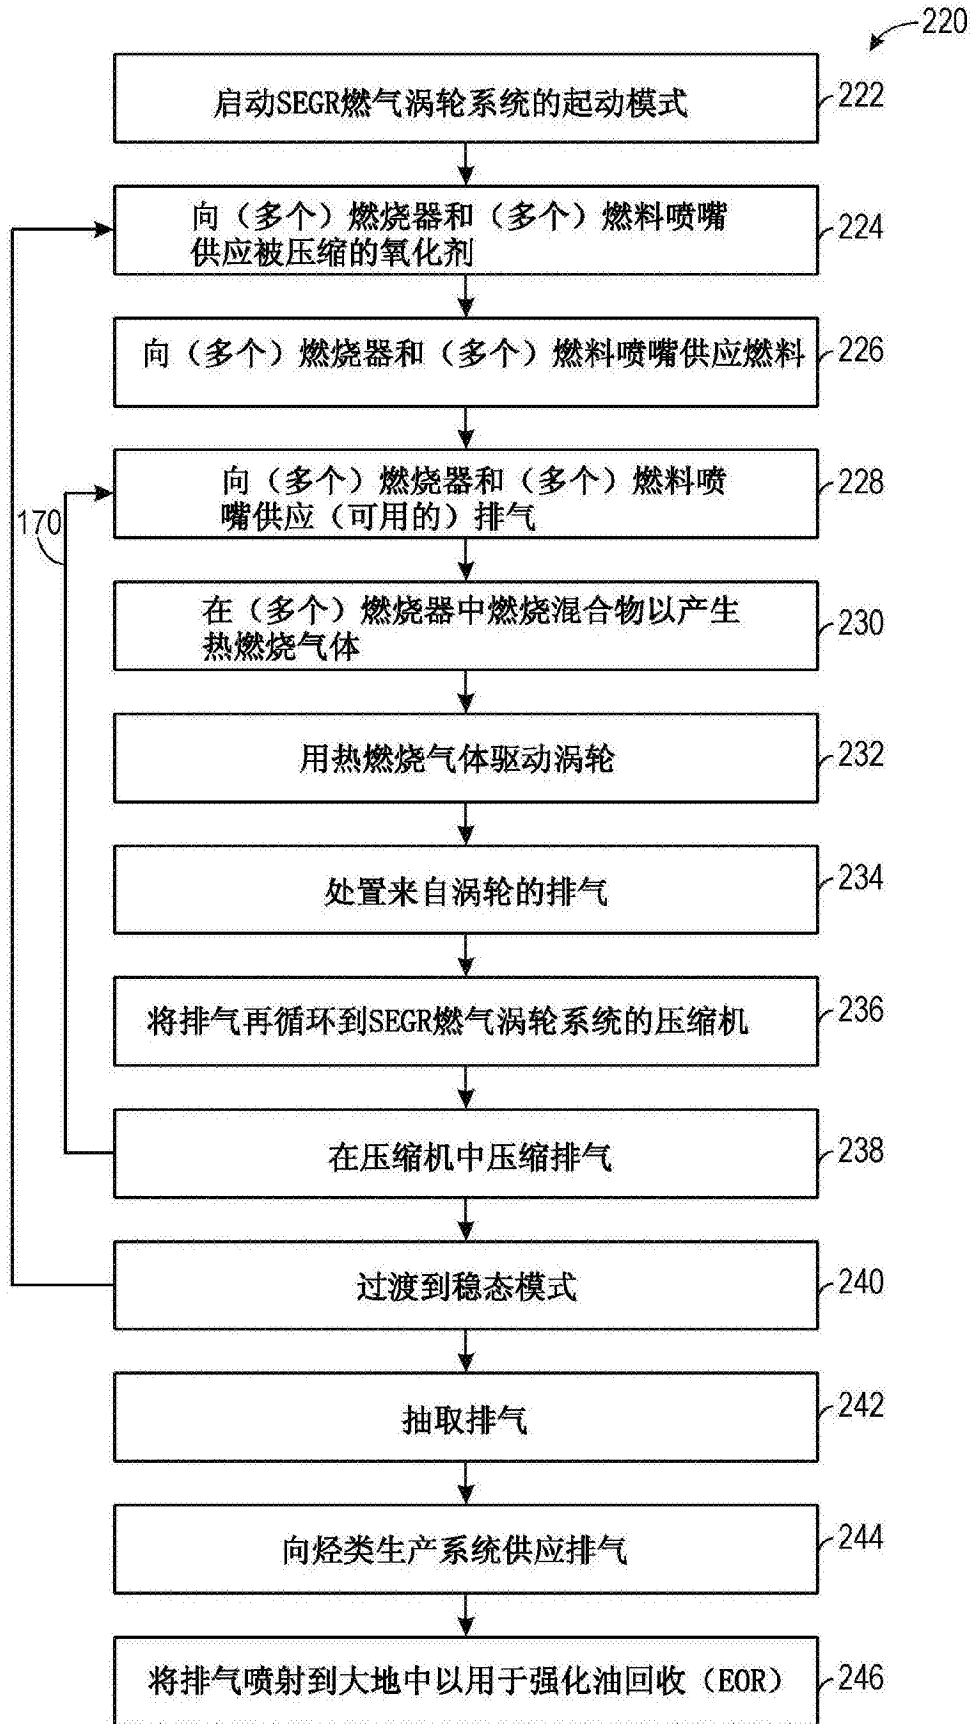 220
启动SEGR燃气涡轮系统的起动模式
222
向（多个）燃烧器和（多个）燃料喷嘴
供应被压缩的氧化剂
224
向（多个）燃烧器和（多个）燃料喷嘴供应燃料
226
向（多个）燃烧器和（多个）燃料喷
嘴供应（可用的）排气
228
170
在（多个）燃烧器中燃烧混合物以产生
热燃烧气体
230
用热燃烧气体驱动涡轮
232
处置来自涡轮的排气
234
将排气再循环到SEGR燃气涡轮系统的压缩机
236
在压缩机中压缩排气
238
过渡到稳态模式
240
抽取排气
242
向烃类生产系统供应排气
244
将排气喷射到大地中以用于强化油回收（EOR）
246